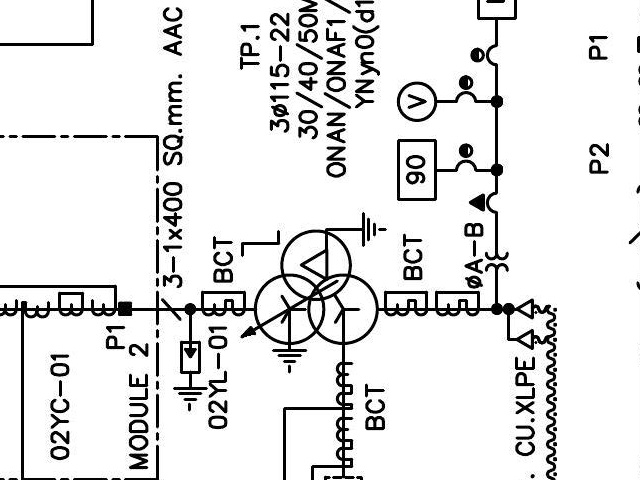 TP.1
3ø115-22
30/40/50M
ONAN/ONAF1/
YNyn0(d1
3-1x400 SQ.mm. AAC
P1
P2
V
90
BCT
BCT
øA-B
P1
MODULE 2
02YC-01
02YL-01
BCT
CU.XLPE